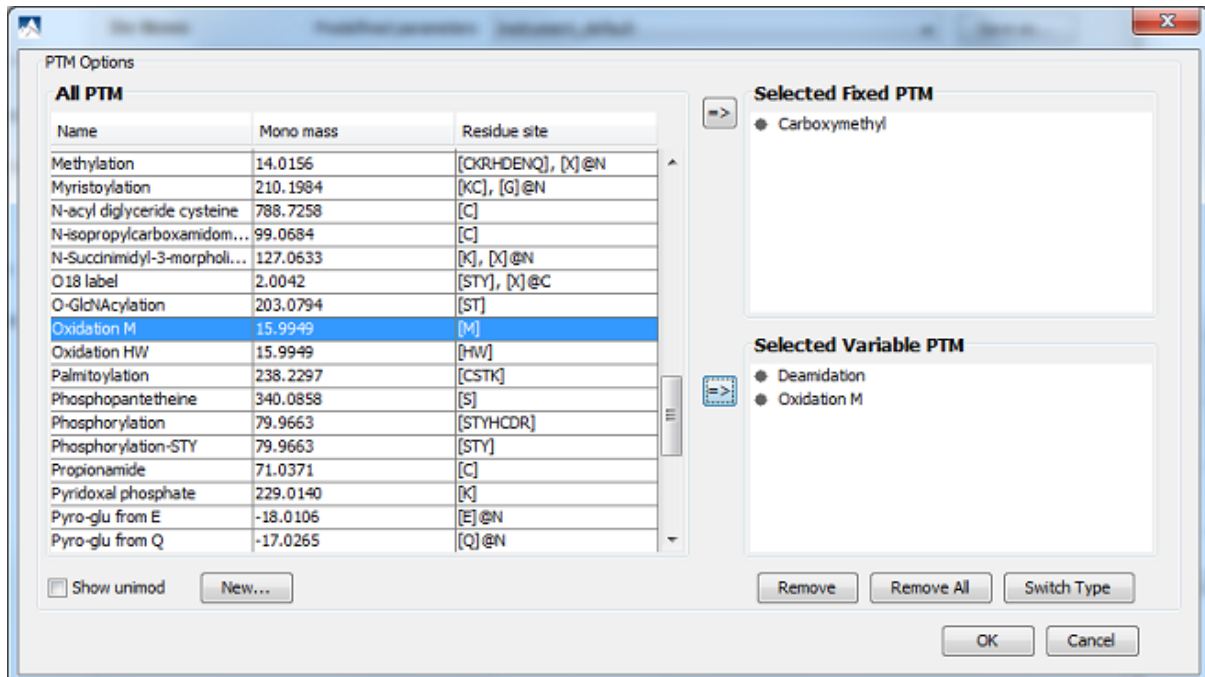 PTM Options
All PTM
Name Mono mass Residue site
Methylation 14.0156 [CKRHDENQ], [X]@N
Myristoylation 210.1984 [KC], [G]@N
N-acyl diglyceride cysteine 788.7258 [C]
N-isopropylcarboxamidom... 99.0684 [C]
N-Succinimidyl-3-morpholi... 127.0633 [K], [X]@N
O18 label 2.0042 [STY], [X]@C
O-GlcNAcylation 203.0794 [ST]
Oxidation M 15.9949 [M]
Oxidation HW 15.9949 [HW]
Palmitoylation 238.2297 [CSTK]
Phosphopantetheine 340.0858 [S]
Phosphorylation 79.9663 [STYHCDR]
Phosphorylation-STY 79.9663 [STY]
Propionamide 71.0371 [C]
Pyridoxal phosphate 229.0140 [K]
Pyro-glu from E -18.0106 [E]@N
Pyro-glu from Q -17.0265 [Q]@N
Show unimod New...
=>
Selected Fixed PTM
Carboxymethyl
=>
Selected Variable PTM
Deamidation
Oxidation M
Remove Remove All Switch Type
OK Cancel